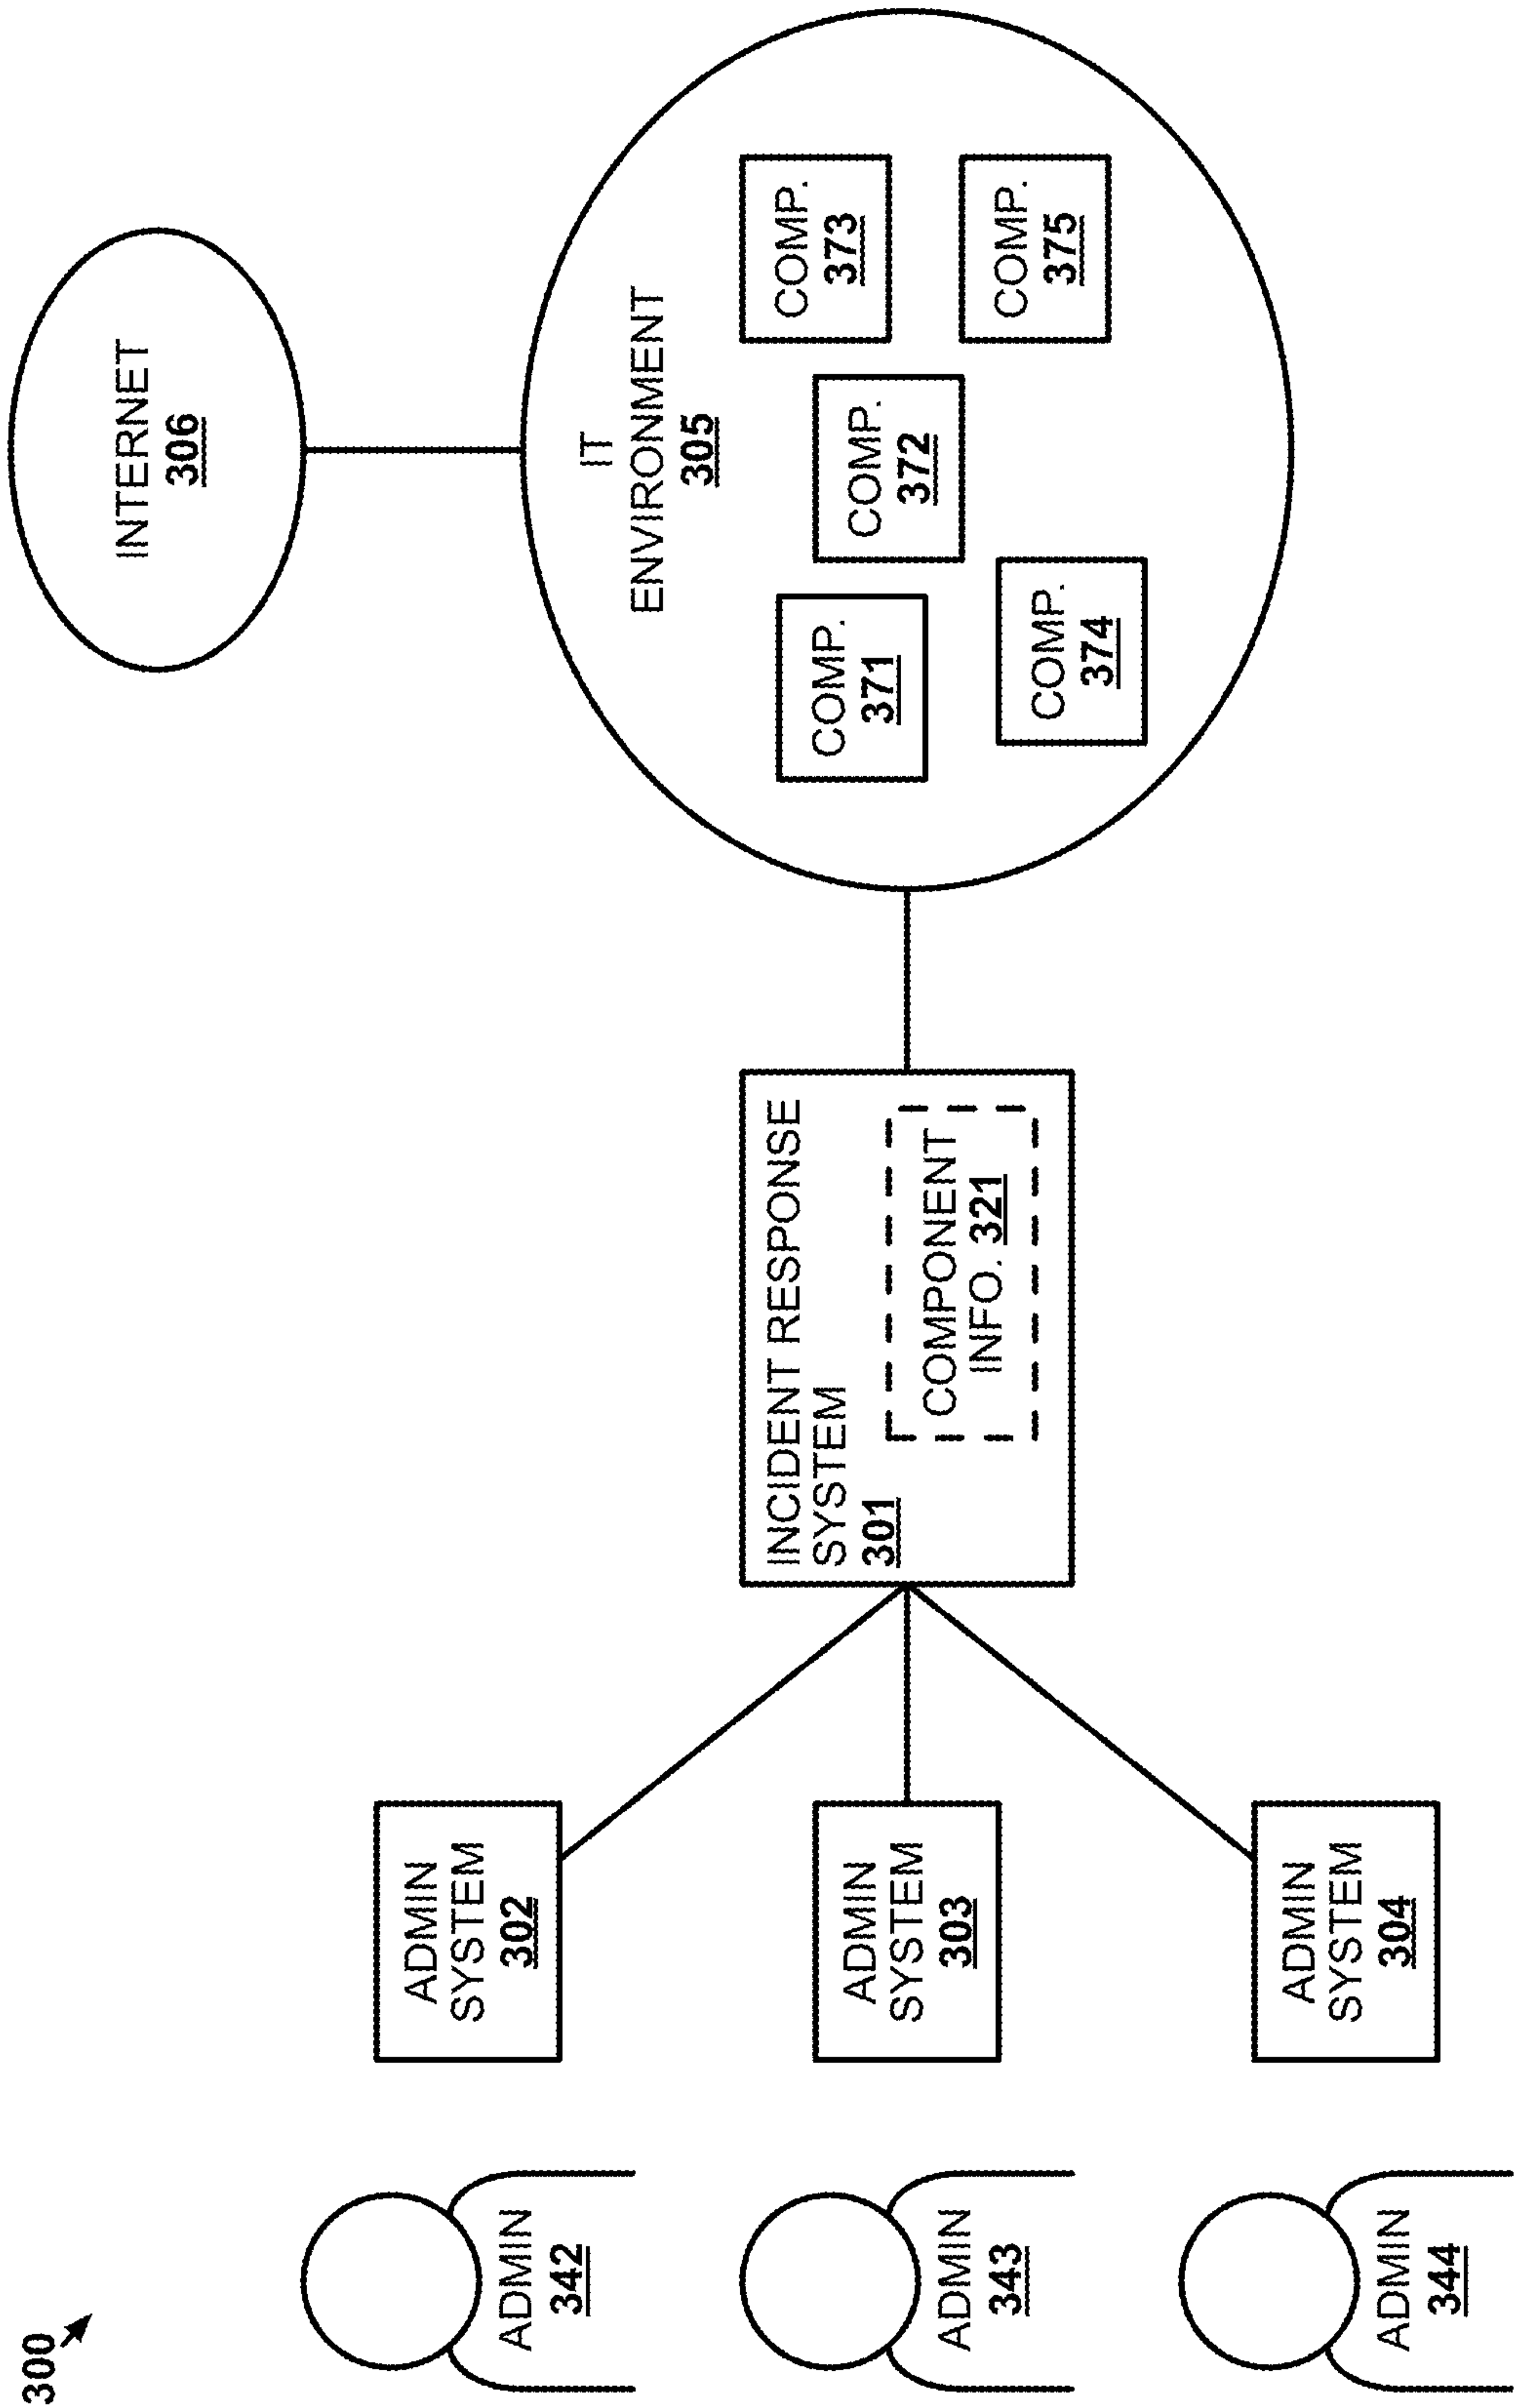 300
INTERNET
306
IT
ENVIRONMENT
305
COMP.
371
COMP.
372
COMP.
373
COMP.
374
COMP.
375
INCIDENT RESPONSE
SYSTEM
301
COMPONENT
INFO. 321
ADMIN
SYSTEM
302
ADMIN
SYSTEM
303
ADMIN
SYSTEM
304
ADMIN
342
ADMIN
343
ADMIN
344